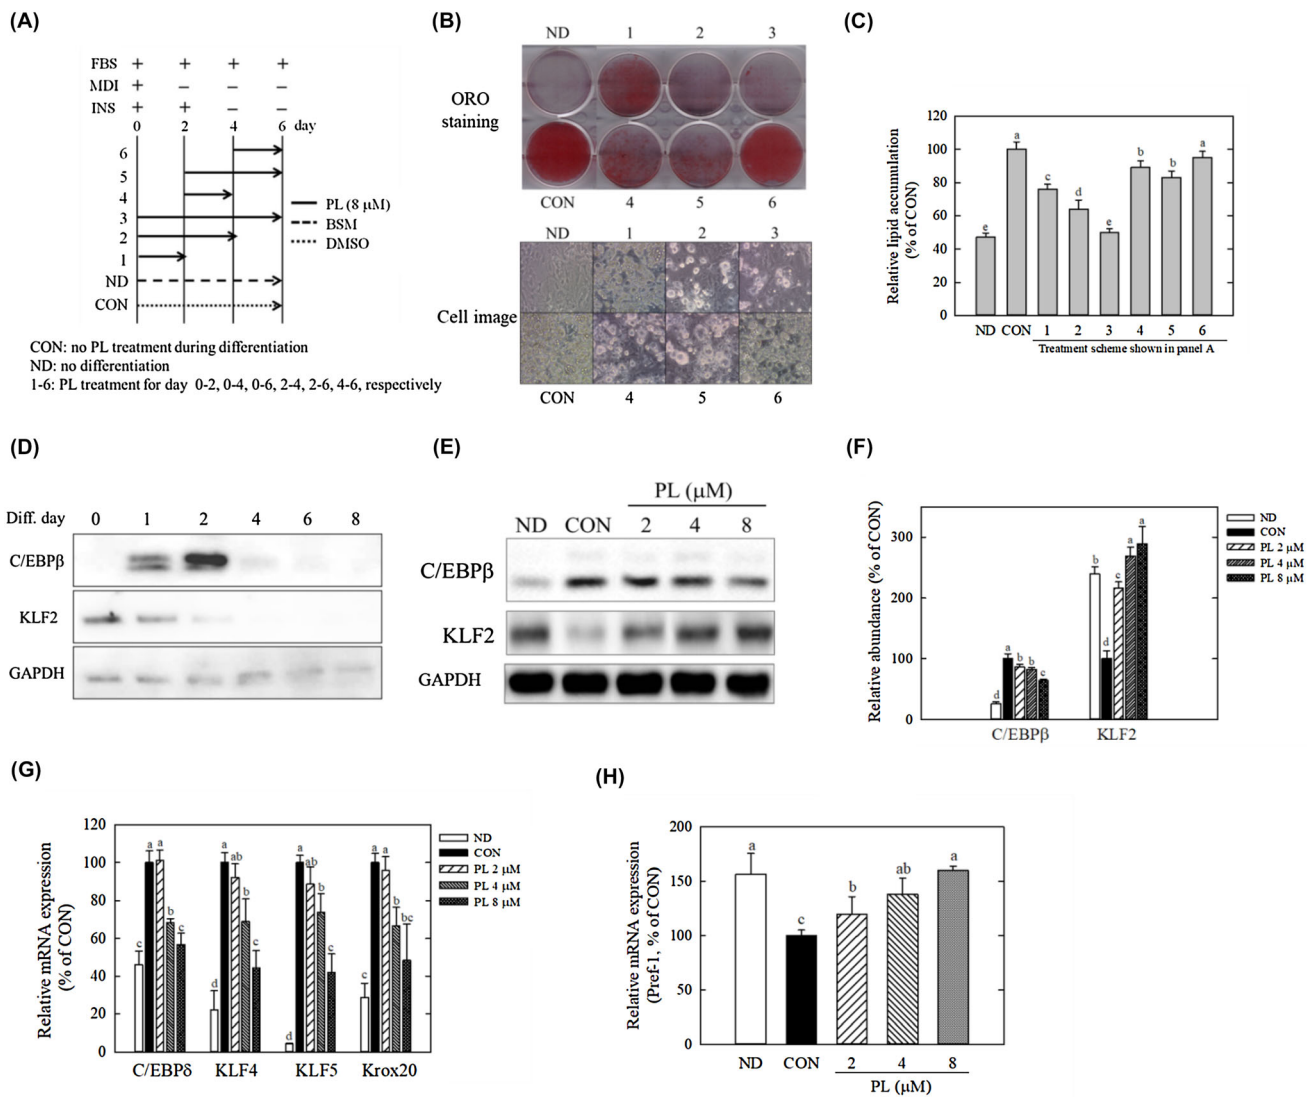 (A)
FBS + + + +
MDI + − − −
INS + + − −
0 2 4 6 day
6
5
4
3
2
1
ND
CON
PL (8 μM)
BSM
DMSO
CON: no PL treatment during differentiation
ND: no differentiation
1-6: PL treatment for day 0-2, 0-4, 0-6, 2-4, 2-6, 4-6, respectively
(B)
ND 1 2 3
ORO
staining
CON 4 5 6
ND 1 2 3
Cell image
CON 4 5 6
(C)
Relative lipid accumulation
(% of CON)
120
100
80
60
40
20
0
e a c d e b b a
ND CON 1 2 3 4 5 6
Treatment scheme shown in panel A
(D)
Diff. day 0 1 2 4 6 8
C/EBPβ
KLF2
GAPDH
(E)
PL (μM)
ND CON 2 4 8
C/EBPβ
KLF2
GAPDH
(F)
Relative abundance (% of CON)
300
200
100
0
d a b b c
b d c a a
C/EBPβ KLF2
ND
CON
PL 2 μM
PL 4 μM
PL 8 μM
(G)
Relative mRNA expression
(% of CON)
120
100
80
60
40
20
0
c a a b c
d a ab b c
d a ab b c
c a a b bc
C/EBPδ KLF4 KLF5 Krox20
ND
CON
PL 2 μM
PL 4 μM
PL 8 μM
(H)
Relative mRNA expression
(Pref-1, % of CON)
200
150
100
50
0
a c b ab a
ND CON 2 4 8
PL (μM)